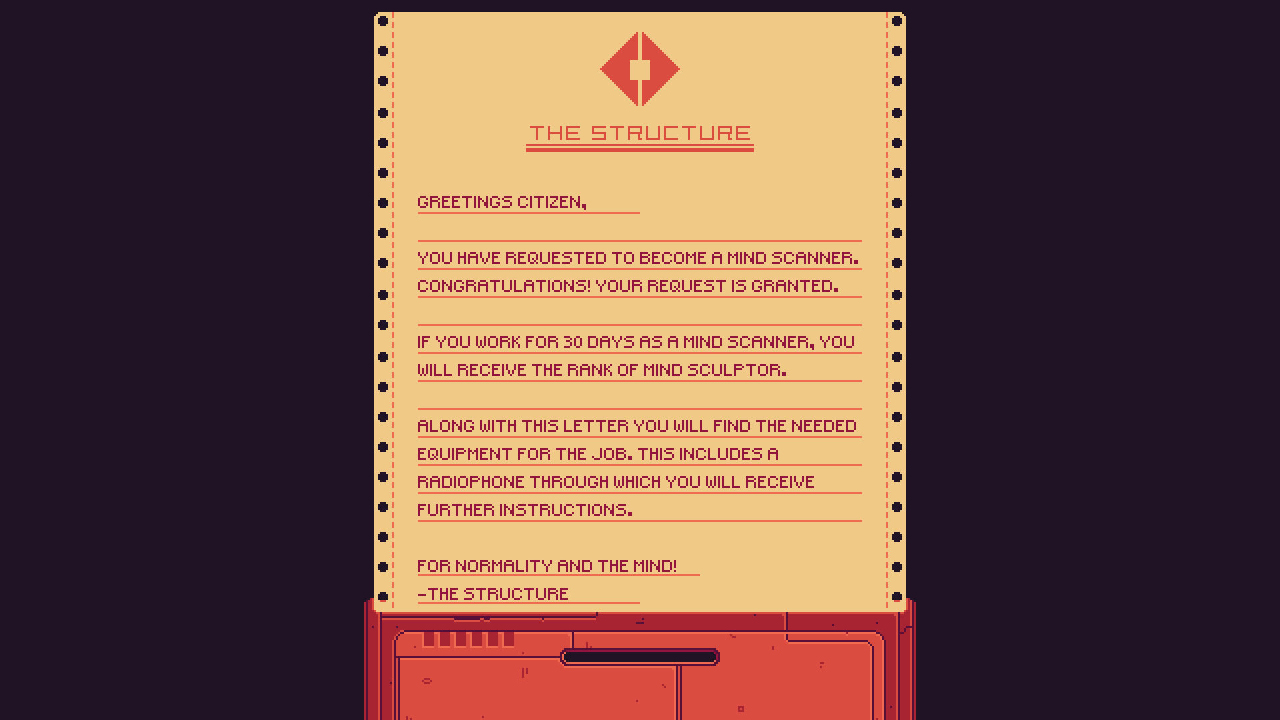 THE STRUCTURE
GREETINGS CITIZEN,
YOU HAVE REQUESTED TO BECOME A MIND SCANNER.
CONGRATULATIONS! YOUR REQUEST IS GRANTED.
IF YOU WORK FOR 30 DAYS AS A MIND SCANNER, YOU
WILL RECEIVE THE RANK OF MIND SCULPTOR.
ALONG WITH THIS LETTER YOU WILL FIND THE NEEDED
EQUIPMENT FOR THE JOB. THIS INCLUDES A
RADIOPHONE THROUGH WHICH YOU WILL RECEIVE
FURTHER INSTRUCTIONS.
FOR NORMALITY AND THE MIND!
-THE STRUCTURE